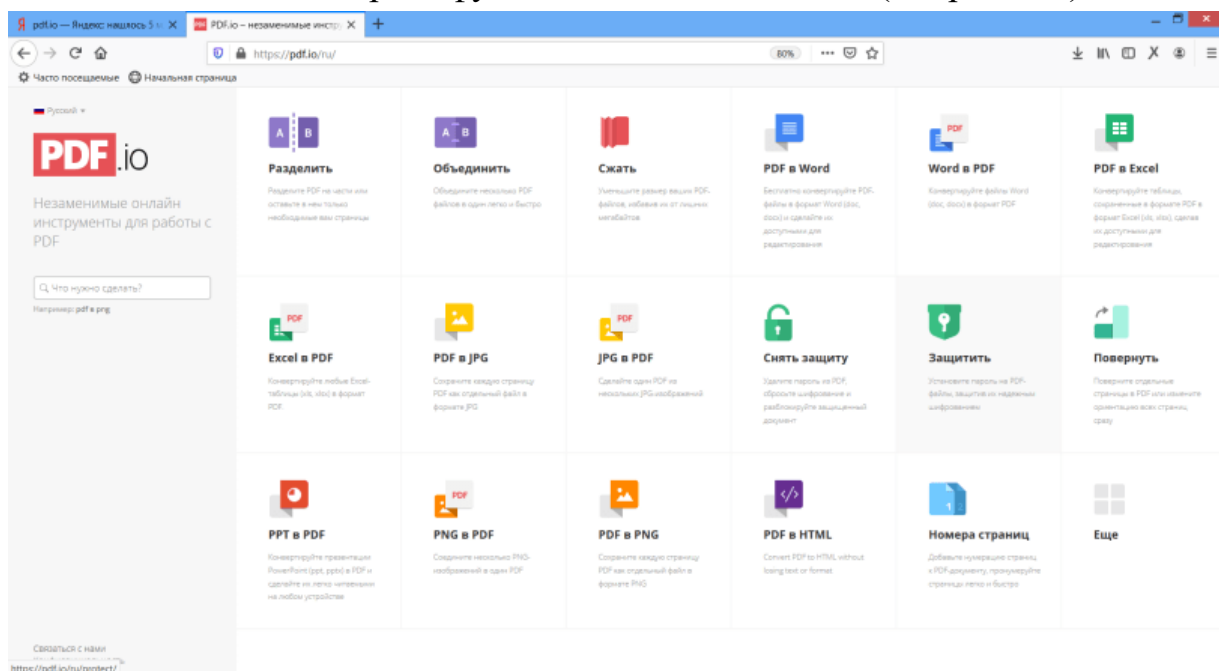 pdf.io — Яндекс: нашлось 5 м
PDF.io – незаменимые инстр
https://pdf.io/ru/
80%
Часто посещаемые
Начальная страница
Русский
PDF.io
Незаменимые онлайн
инструменты для работы с
PDF
Что нужно сделать?
Например: pdf в png
A B
Разделить
Разделите PDF на части или
оставьте в нем только
необходимые вам страницы
A B
Объединить
Объедините несколько PDF
файлов в один легко и быстро
Сжать
Уменьшите размер ваших PDF-
файлов, избавив их от лишних
мегабайтов
PDF в Word
Бесплатно конвертируйте PDF-
файлы в формат Word (doc,
docx) и сделайте их
доступными для
редактирования
PDF
Word в PDF
Конвертируйте файлы Word
(doc, docx) в формат PDF
PDF в Excel
Конвертируйте таблицы,
сохраненные в формате PDF в
формат Excel (xls, xlsx), сделав
их доступными для
редактирования
PDF
Excel в PDF
Конвертируйте любые Excel-
таблицы (xls, xlsx) в формат
PDF.
PDF в JPG
Сохраните каждую страницу
PDF как отдельный файл в
формате JPG
PDF
JPG в PDF
Сделайте один PDF из
нескольких JPG-изображений
Снять защиту
Удалите пароль из PDF,
сбросьте шифрование и
разблокируйте защищенный
документ
Защитить
Установите пароль на PDF-
файлы, защитив их надежным
шифрованием
Повернуть
Поверните отдельные
страницы в PDF или измените
ориентацию всех страниц
сразу
PPT в PDF
Конвертируйте презентации
PowerPoint (ppt, pptx) в PDF и
сделайте их легко читаемыми
на любом устройстве
PDF
PNG в PDF
Соедините несколько PNG-
изображений в один PDF
PDF в PNG
Сохраните каждую страницу
PDF как отдельный файл в
формате PNG
</>
PDF в HTML
Convert PDF to HTML without
losing text or format
1 2
Номера страниц
Добавьте нумерацию страниц
к PDF-документу, пронумеруйте
страницы легко и быстро
Еще
Связаться с нами
https://pdf.io/ru/protect/